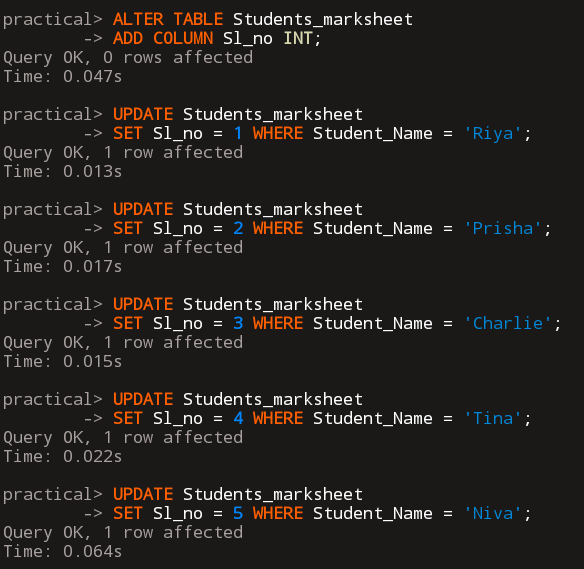 practical> ALTER TABLE Students_marksheet
-> ADD COLUMN Sl_no INT;
Query OK, 0 rows affected
Time: 0.047s
practical> UPDATE Students_marksheet
-> SET Sl_no = 1 WHERE Student_Name = 'Riya';
Query OK, 1 row affected
Time: 0.013s
practical> UPDATE Students_marksheet
-> SET Sl_no = 2 WHERE Student_Name = 'Prisha';
Query OK, 1 row affected
Time: 0.017s
practical> UPDATE Students_marksheet
-> SET Sl_no = 3 WHERE Student_Name = 'Charlie';
Query OK, 1 row affected
Time: 0.015s
practical> UPDATE Students_marksheet
-> SET Sl_no = 4 WHERE Student_Name = 'Tina';
Query OK, 1 row affected
Time: 0.022s
practical> UPDATE Students_marksheet
-> SET Sl_no = 5 WHERE Student_Name = 'Niva';
Query OK, 1 row affected
Time: 0.064s